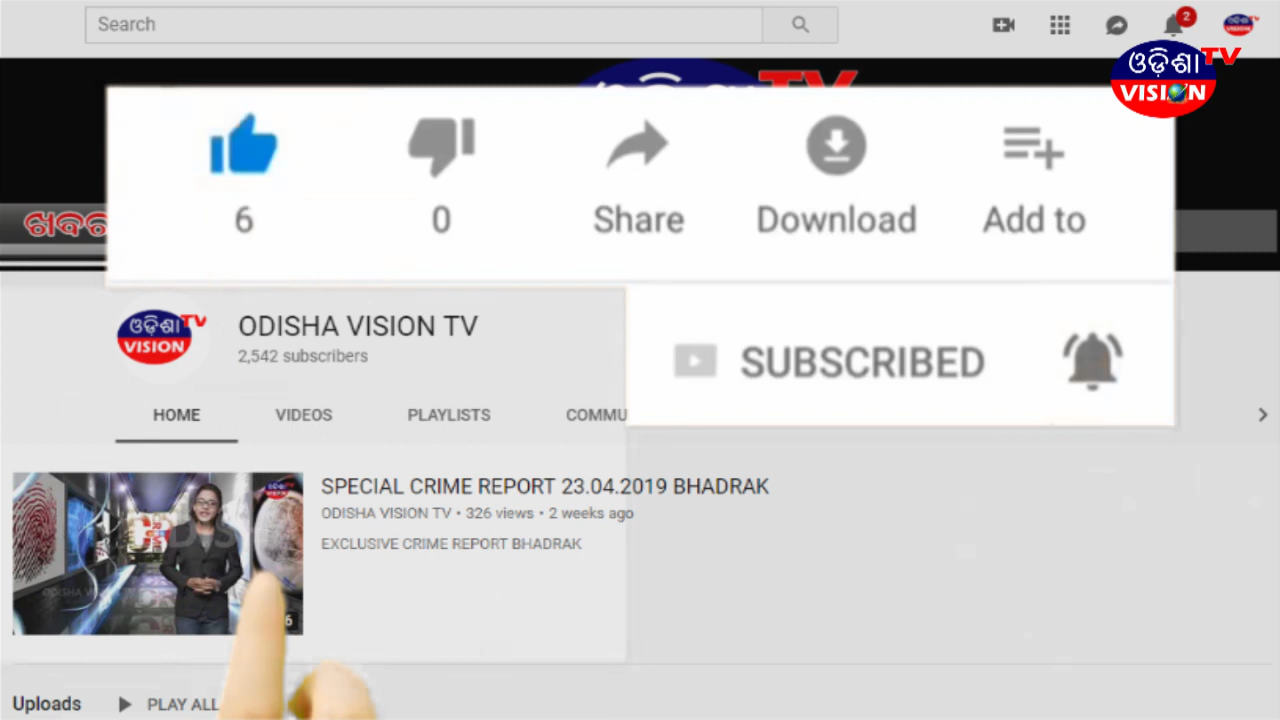 Search
2
ଓଡ଼ିଶା TV
VISION
6
0
Share
Download
Add to
ଖବର
ଓଡ଼ିଶା TV
VISION
ODISHA VISION TV
2,542 subscribers
SUBSCRIBED
HOME
VIDEOS
PLAYLISTS
COMMU
SPECIAL CRIME REPORT 23.04.2019 BHADRAK
ODISHA VISION TV • 326 views • 2 weeks ago
EXCLUSIVE CRIME REPORT BHADRAK
Uploads
PLAY ALL